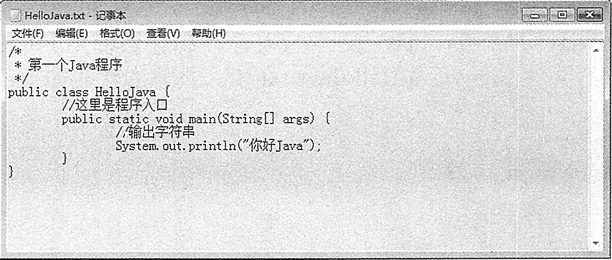 HelloJava.txt - 记事本
文件(F) 编辑(E) 格式(O) 查看(V) 帮助(H)
/*
 * 第一个Java程序
 */
public class HelloJava {
        //这里是程序入口
        public static void main(String[] args) {
                //输出字符串
                System.out.println("你好Java");
        }
}